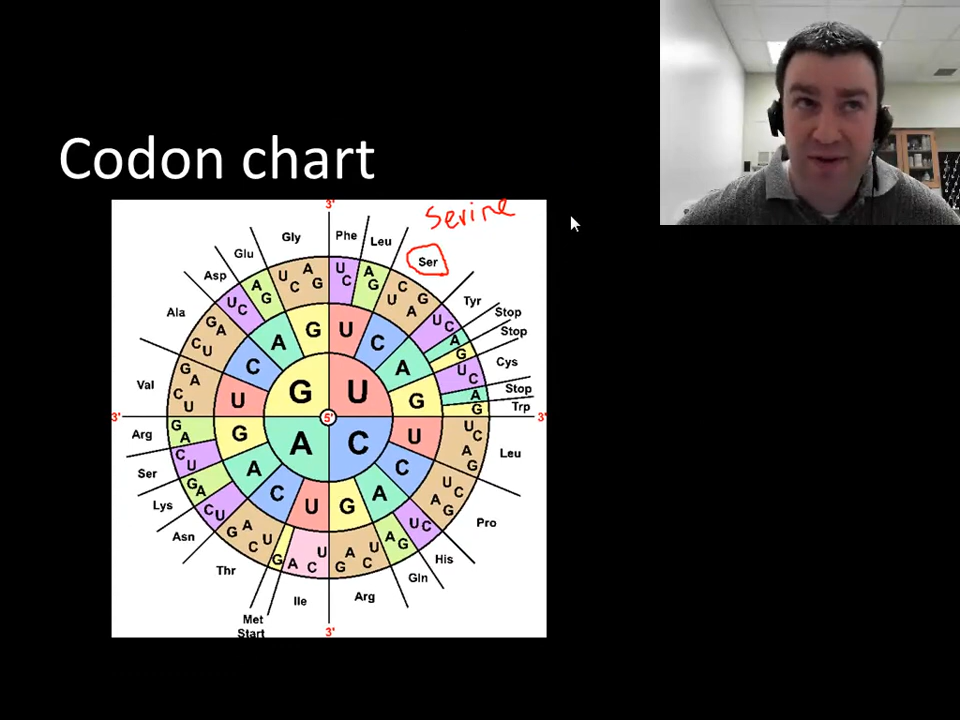 Codon chart
3'
Serine
Phe
Leu
Ser
Tyr
Stop
Stop
Cys
Stop
Trp
3'
Leu
Pro
His
Gln
Arg
3'
Ile
Met
Start
Thr
Asn
Lys
Ser
Arg
3'
Val
Ala
Asp
Glu
Gly
U C
A G
U C A G
U C
A
G
U C
A
G
U C A G
U C A G
U C
A G
U C A G
U C A
G
U C A G
U C
A G
U C
A G
U C A G
U C A G
U C
A G
U C A G
U C A G
U C A G
U C A G
U C A G
G U
A C
5'